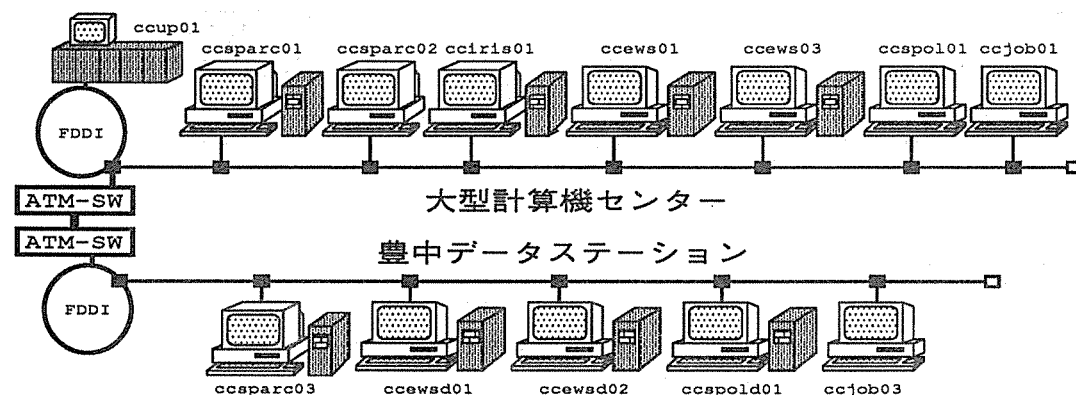 ccup01
ccsparc01 ccsparc02 cciris01 ccews01 ccews03 ccspol01 ccjob01
FDDI
ATM-SW
大型計算機センター
ATM-SW
豊中データステーション
FDDI
ccsparc03 ccewsd01 ccewsd02 ccspold01 ccjob03